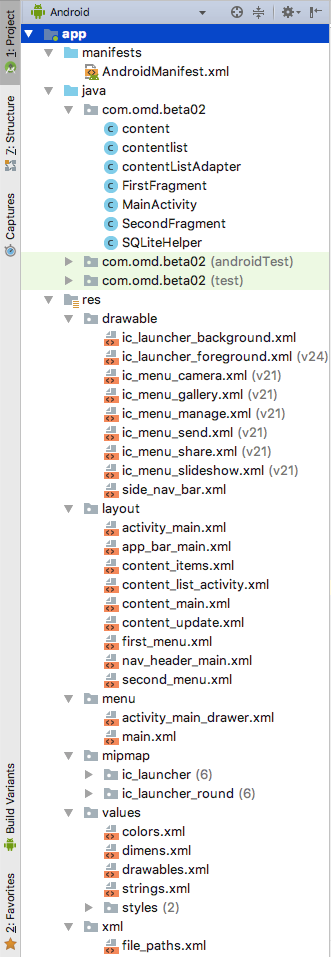 Android
1: Project
Z: Structure
Captures
Build Variants
2: Favorites
app
manifests
AndroidManifest.xml
java
com.omd.beta02
content
contentlist
contentListAdapter
FirstFragment
MainActivity
SecondFragment
SQLiteHelper
com.omd.beta02 (androidTest)
com.omd.beta02 (test)
res
drawable
ic_launcher_background.xml
ic_launcher_foreground.xml (v24)
ic_menu_camera.xml (v21)
ic_menu_gallery.xml (v21)
ic_menu_manage.xml (v21)
ic_menu_send.xml (v21)
ic_menu_share.xml (v21)
ic_menu_slideshow.xml (v21)
side_nav_bar.xml
layout
activity_main.xml
app_bar_main.xml
content_items.xml
content_list_activity.xml
content_main.xml
content_update.xml
first_menu.xml
nav_header_main.xml
second_menu.xml
menu
activity_main_drawer.xml
main.xml
mipmap
ic_launcher (6)
ic_launcher_round (6)
values
colors.xml
dimens.xml
drawables.xml
strings.xml
styles (2)
xml
file_paths.xml